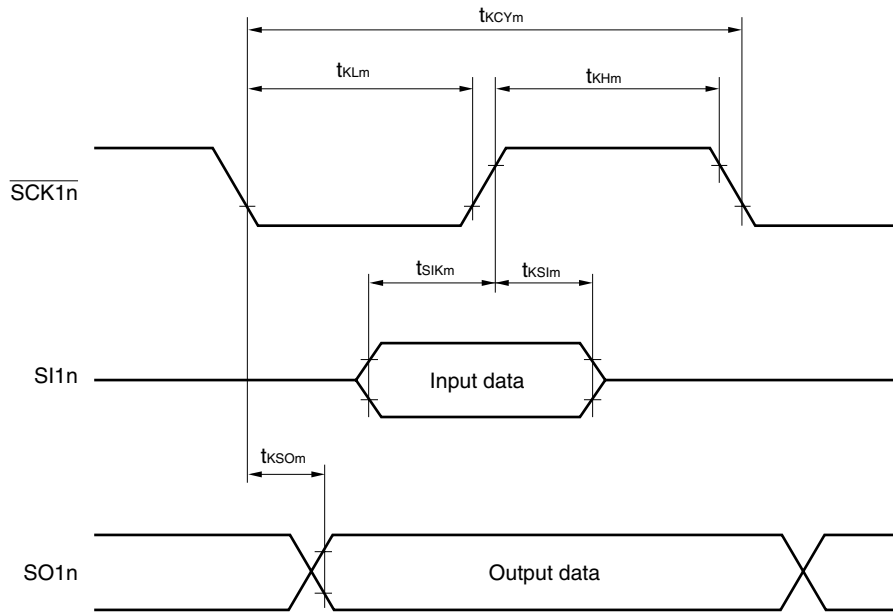 tKCYm
tKLm
tKHm
SCK1n
tSIKm
tKSIm
SI1n
Input data
tKSOm
SO1n
Output data